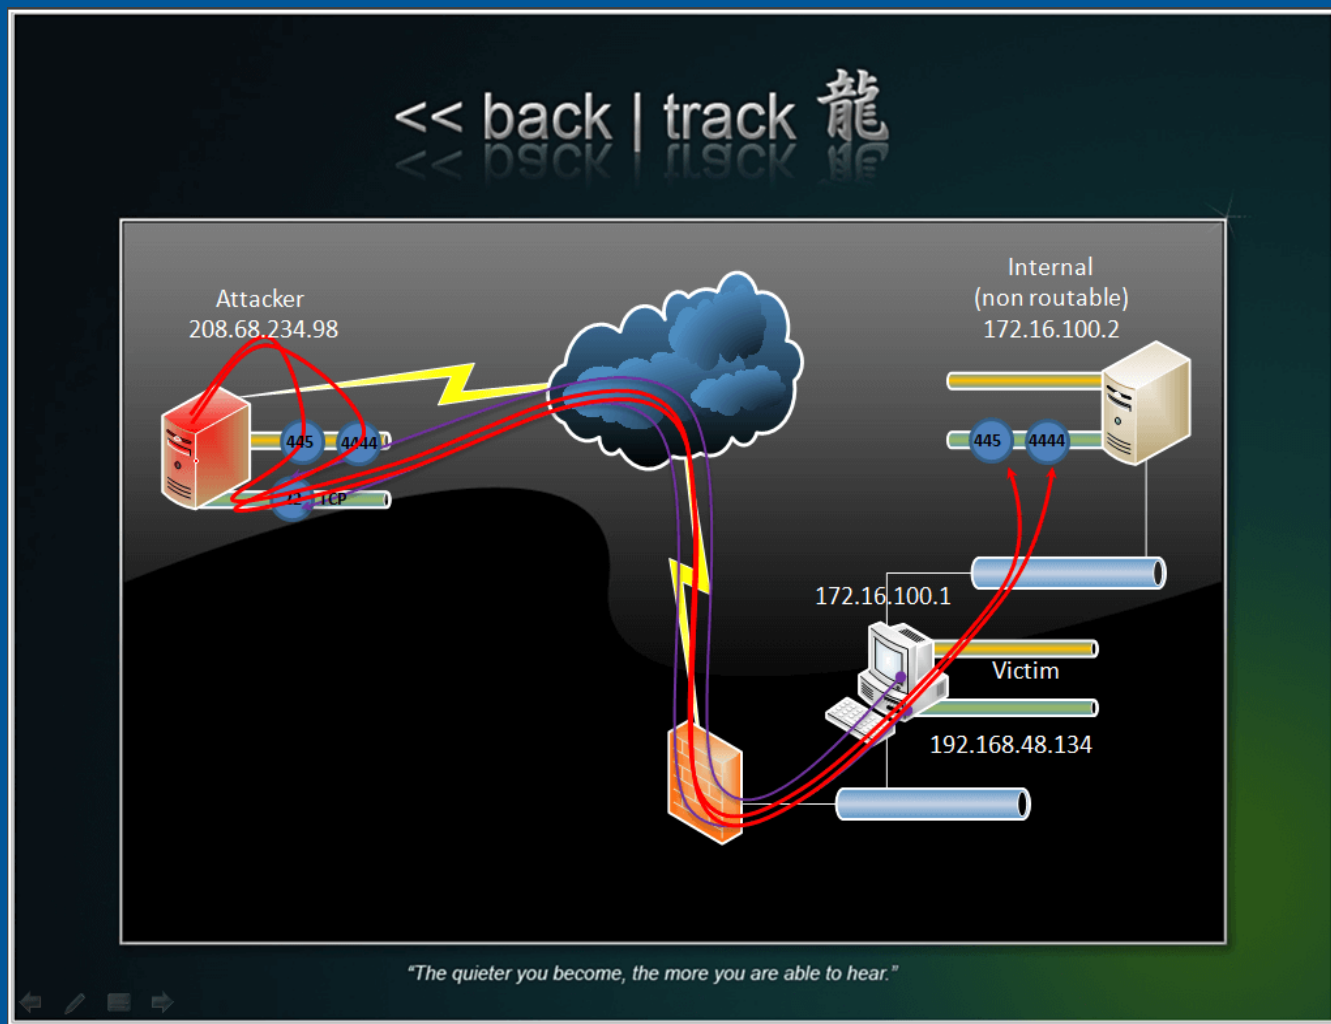 << back | track 龍
Attacker
208.68.234.98
Internal
(non routable)
172.16.100.2
445
4444
445
4444
22
TCP
172.16.100.1
Victim
192.168.48.134
“The quieter you become, the more you are able to hear.”